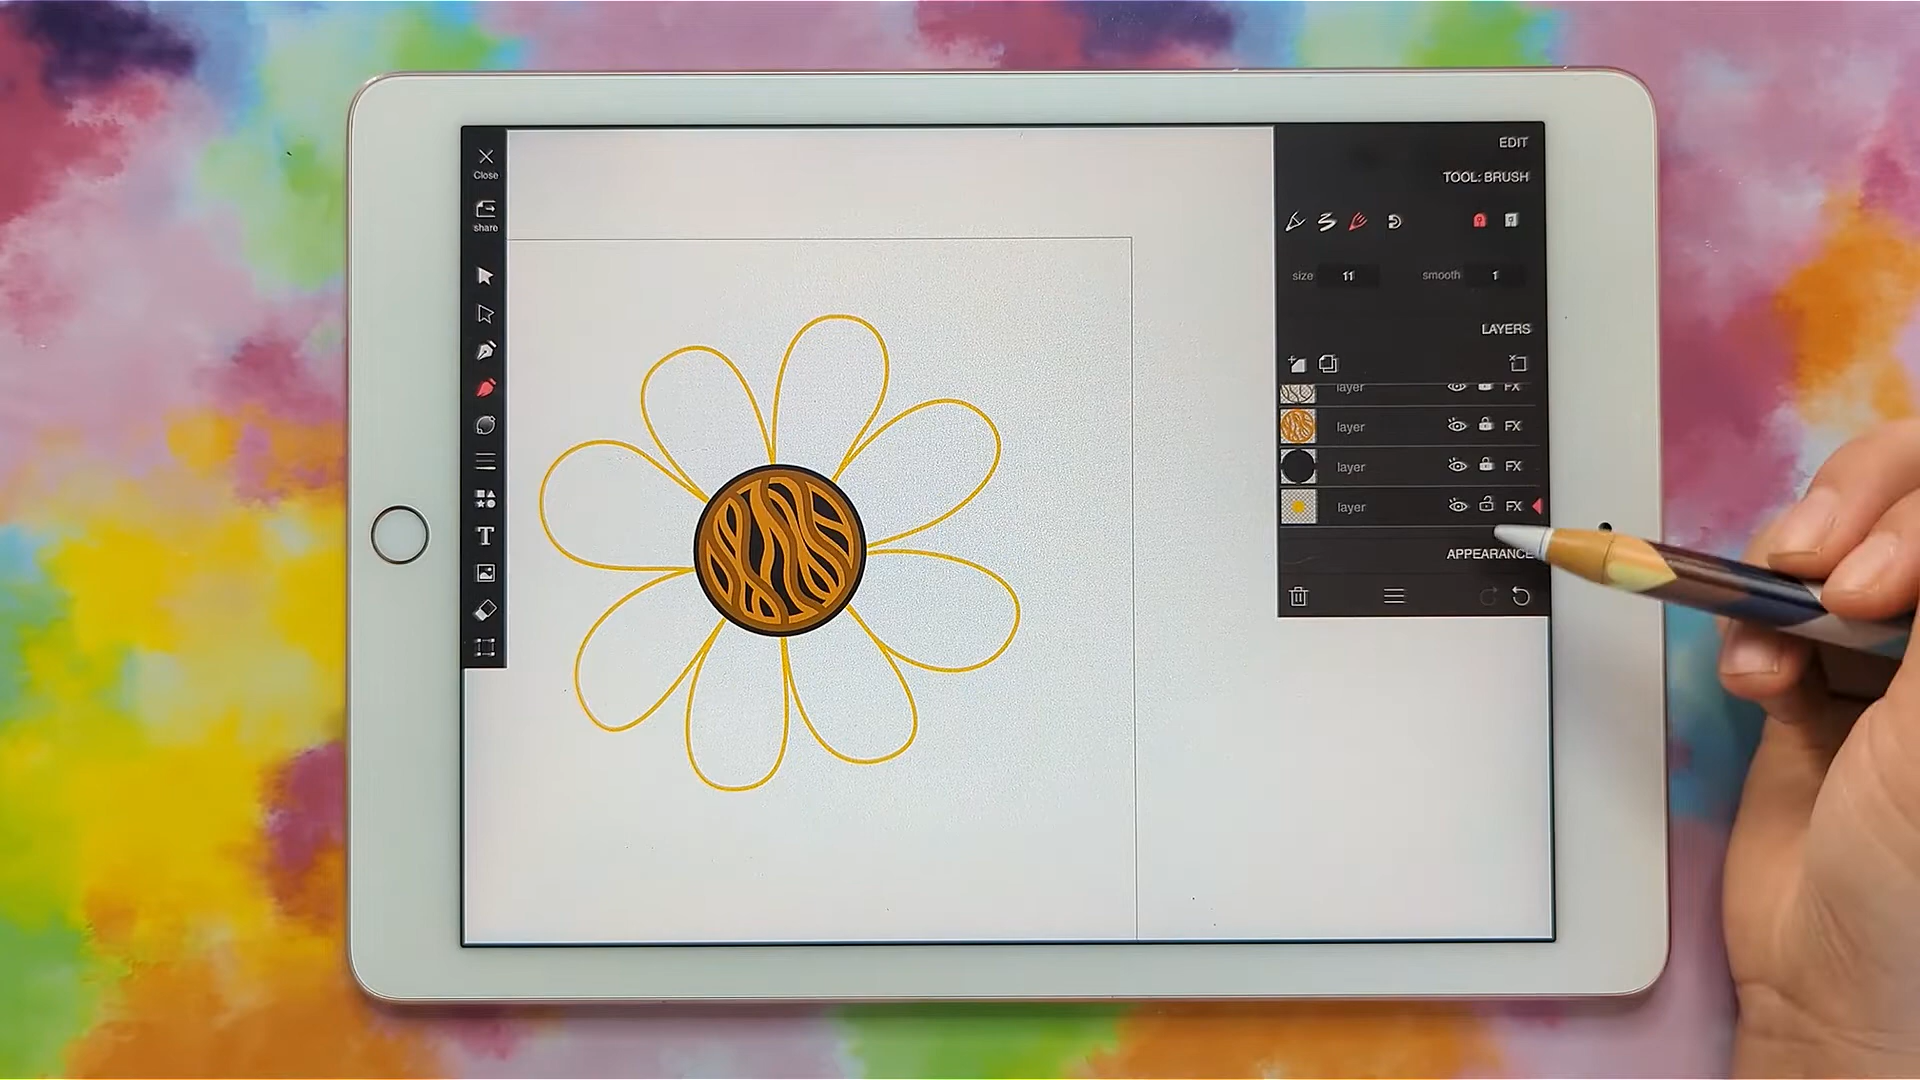 Close
share
T
EDIT
TOOL: BRUSH
size 11 smooth 1
LAYERS
layer FX
layer FX
layer FX
layer FX
APPEARANCE